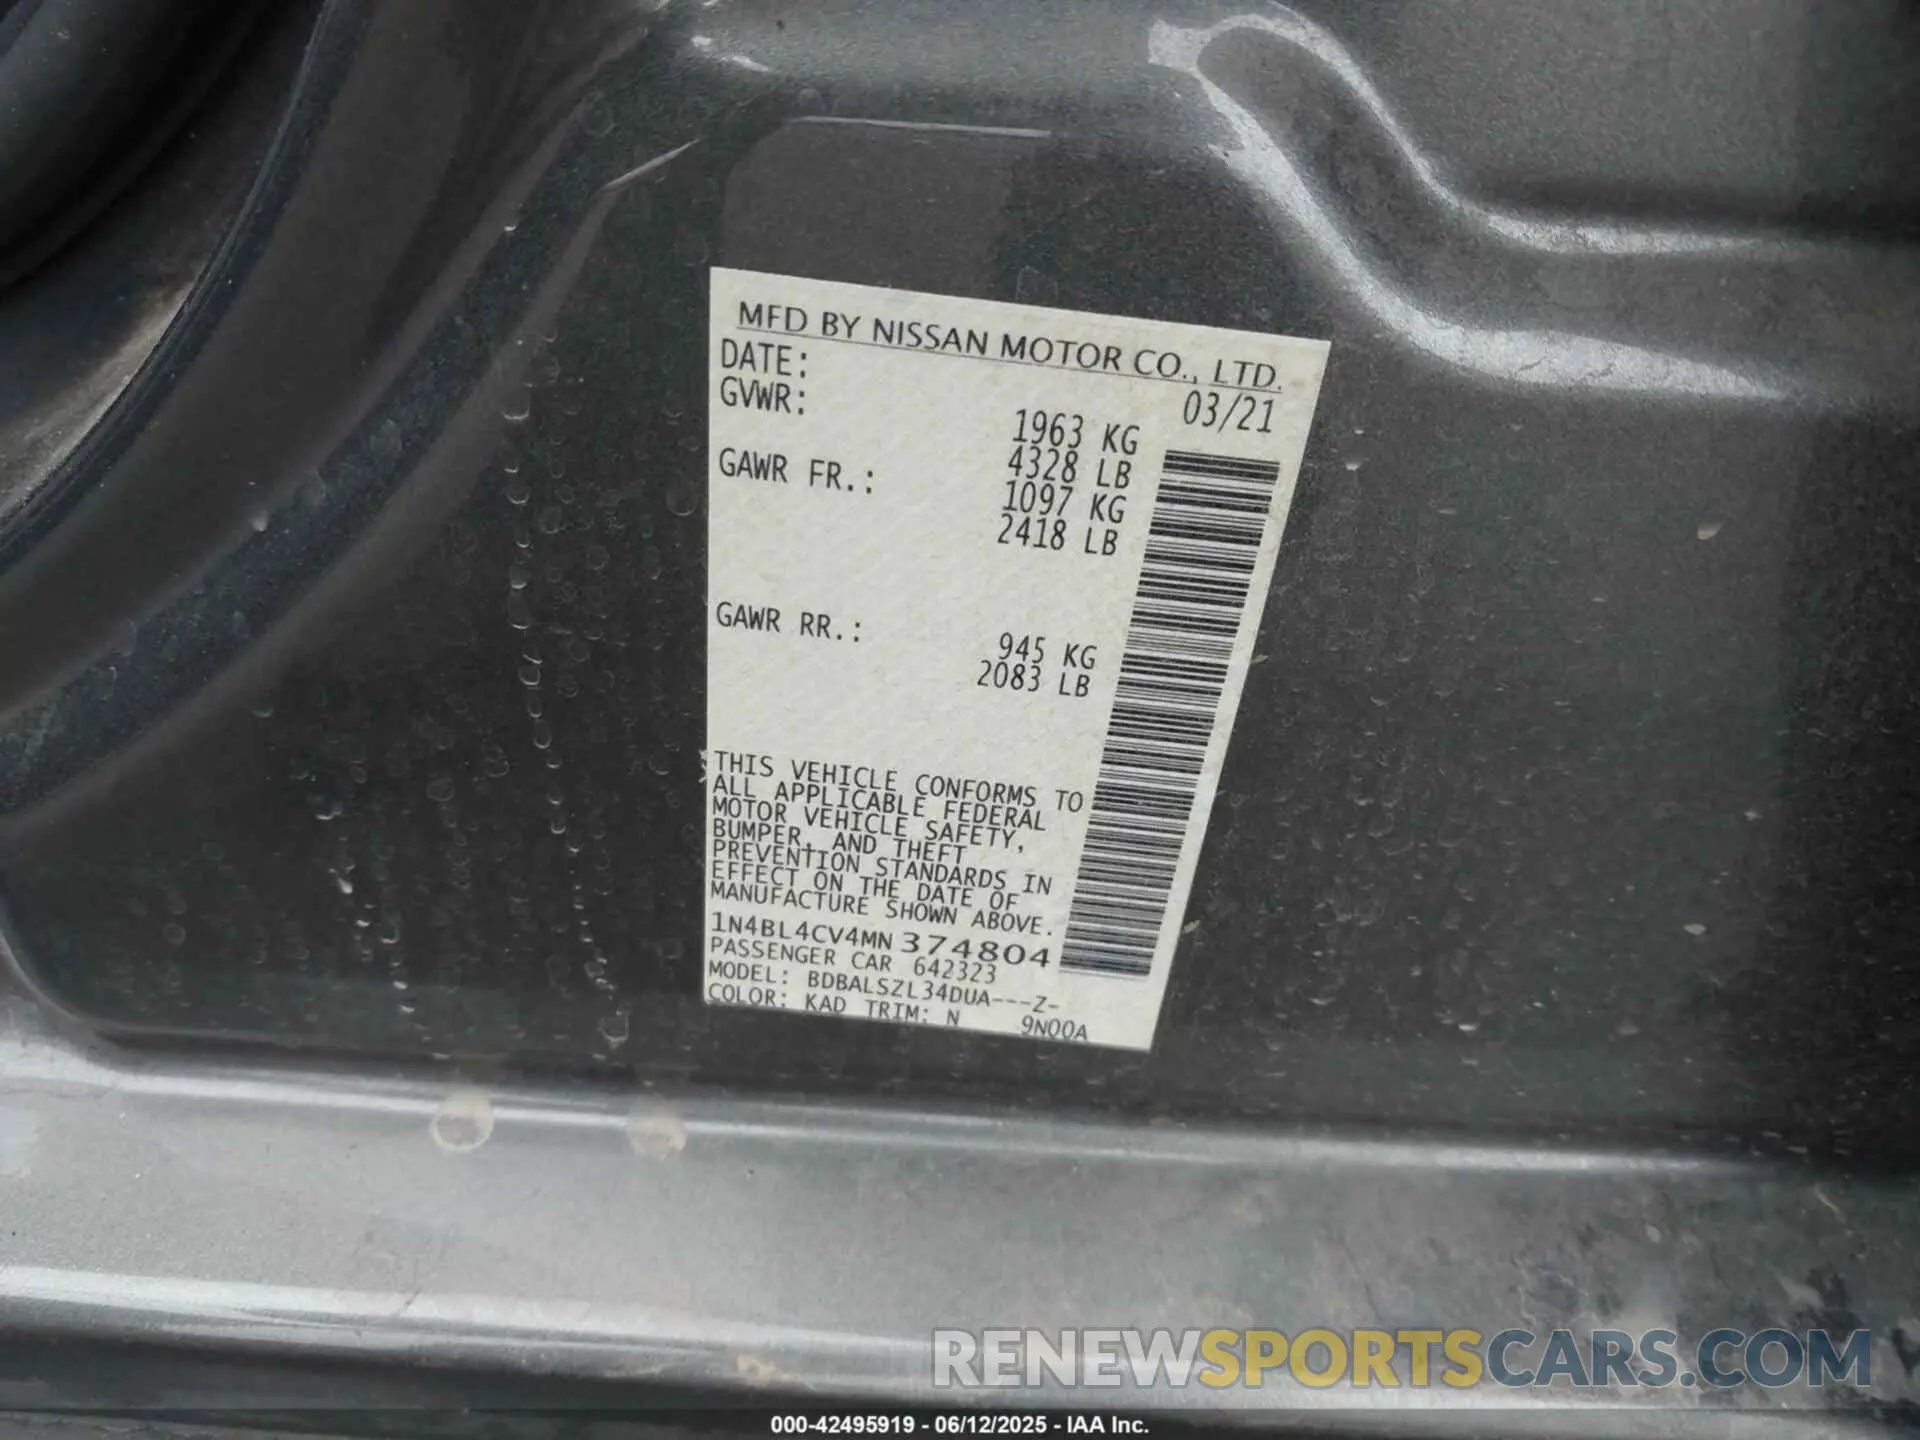 MFD BY NISSAN MOTOR CO., LTD.
DATE: 03/21
GVWR: 1963 KG
4328 LB
GAWR FR.: 1097 KG
2418 LB
GAWR RR.: 945 KG
2083 LB
THIS VEHICLE CONFORMS TO
ALL APPLICABLE FEDERAL
MOTOR VEHICLE SAFETY,
BUMPER, AND THEFT
PREVENTION STANDARDS IN
EFFECT ON THE DATE OF
MANUFACTURE SHOWN ABOVE.
1N4BL4CV4MN374804
PASSENGER CAR 642323
MODEL: BDBALSZL34DUA---Z-
COLOR: KAD TRIM: N 9N00A
RENEWSPORTSCARS.COM
000-42495919 - 06/12/2025 - IAA Inc.